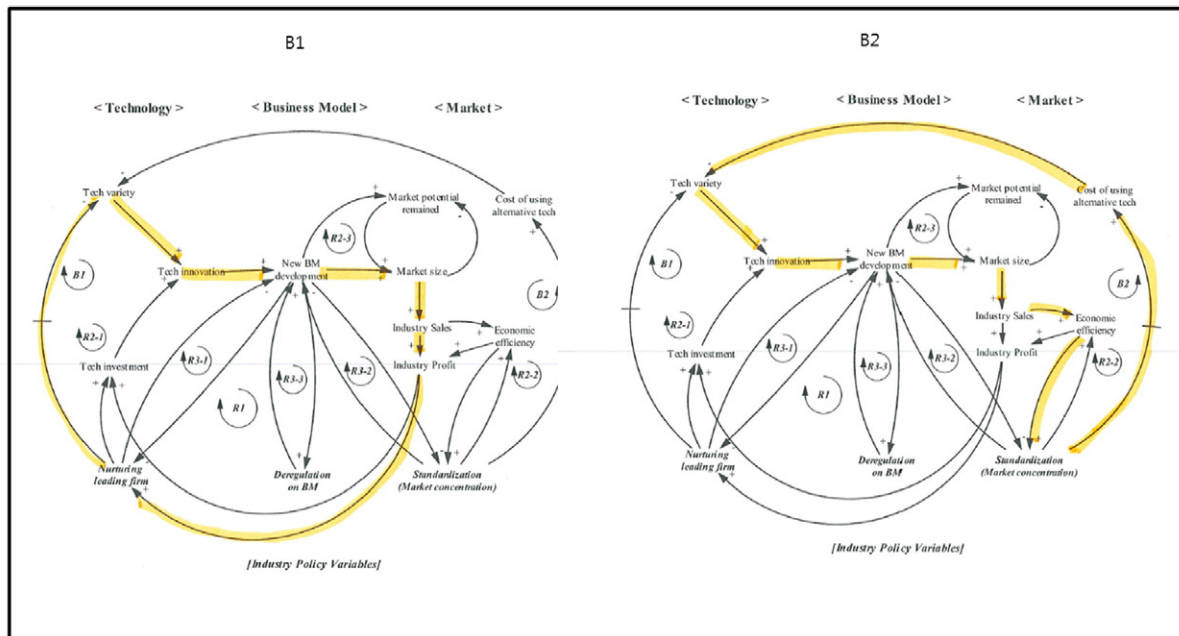 B1
< Technology >
< Business Model >
< Market >
Tech variety
Market potential
remained
Cost of using
alternative tech
R2-3
B1
Tech innovation
New BM
development
Market size
B2
R2-1
Industry Sales
Economic
efficiency
Tech investment
R3-1
R3-3
R3-2
Industry Profit
R2-2
R1
Nurturing
leading firm
Deregulation
on BM
Standardization
(Market concentration)
[Industry Policy Variables]
B2
< Technology >
< Business Model >
< Market >
Tech variety
Market potential
remained
Cost of using
alternative tech
R2-3
B1
Tech innovation
New BM
development
Market size
B2
R2-1
Industry Sales
Economic
efficiency
Tech investment
R3-1
R3-3
R3-2
Industry Profit
R2-2
R1
Nurturing
leading firm
Deregulation
on BM
Standardization
(Market concentration)
[Industry Policy Variables]